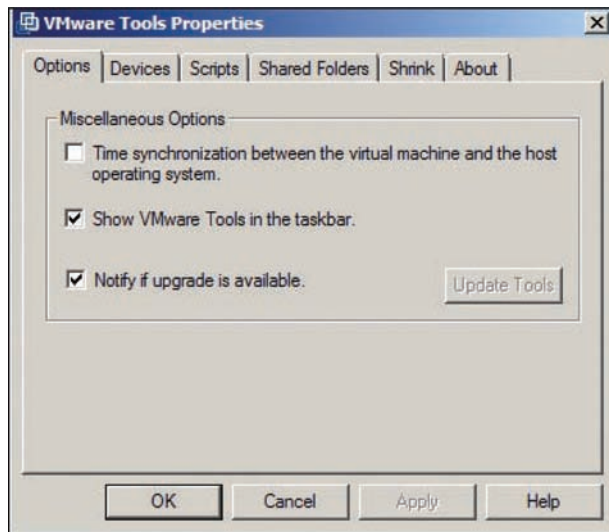 VMware Tools Properties
Options Devices Scripts Shared Folders Shrink About
Miscellaneous Options
Time synchronization between the virtual machine and the host
operating system.
Show VMware Tools in the taskbar.
Notify if upgrade is available.
Update Tools
OK Cancel Apply Help